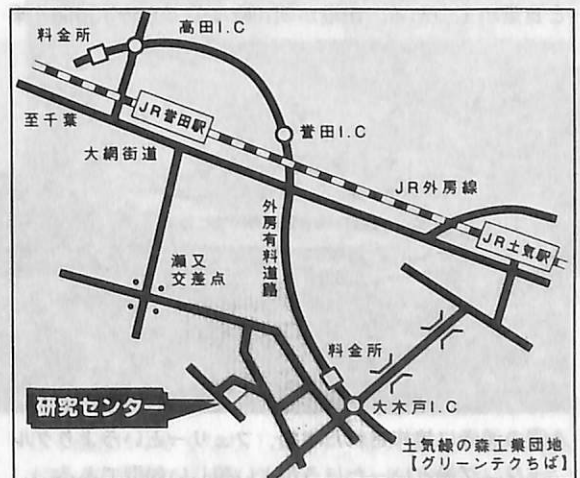 高田I.C
料金所
JR誉田駅
至千葉
誉田I.C
大網街道
JR外房線
JR土気駅
外房有料道路
瀬又
交差点
料金所
研究センター
大木戸I.C
土気緑の森工業団地
【グリーンテクちば】